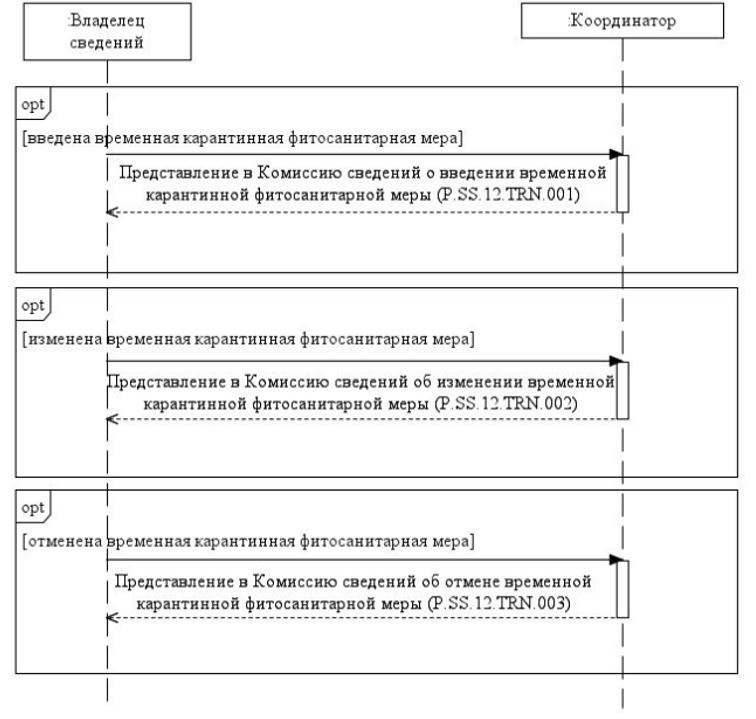 :Владелец
сведений
:Координатор
opt
[введена временная карантинная фитосанитарная мера]
Представление в Комиссию сведений о введении временной
карантинной фитосанитарной меры (P.SS.12.TRN.001)
opt
[изменена временная карантинная фитосанитарная мера]
Представление в Комиссию сведений об изменении временной
карантинной фитосанитарной меры (P.SS.12.TRN.002)
opt
[отменена временная карантинная фитосанитарная мера]
Представление в Комиссию сведений об отмене временной
карантинной фитосанитарной меры (P.SS.12.TRN.003)